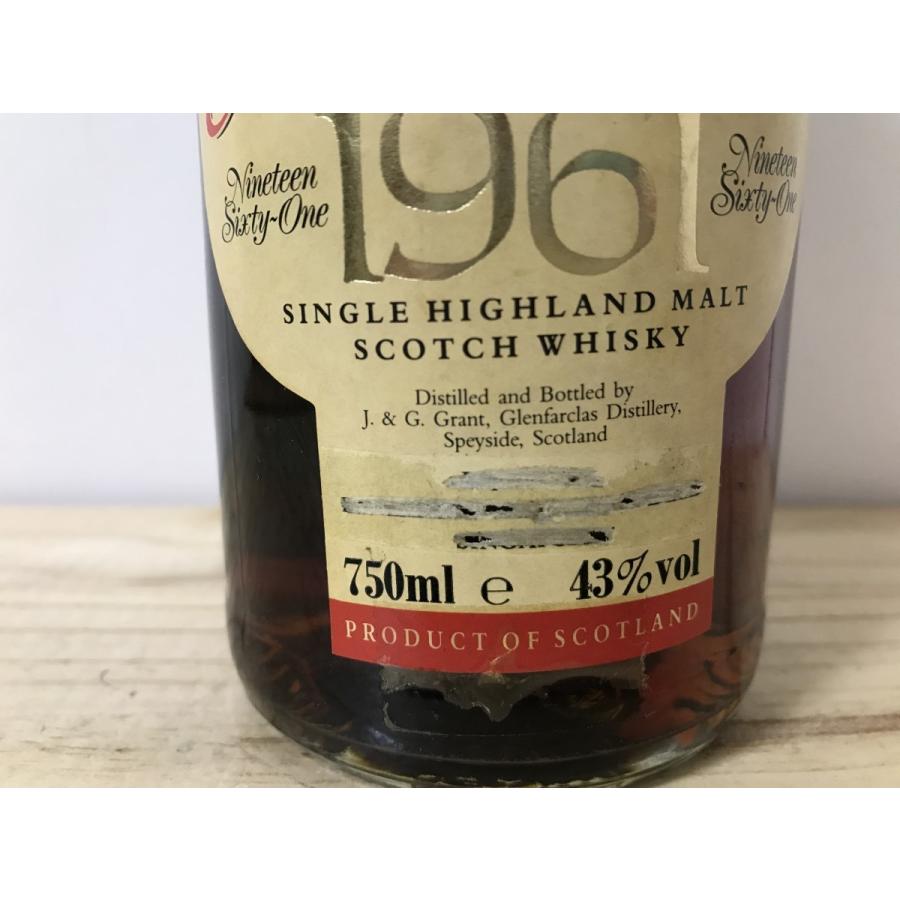 1961
Nineteen
Sixty~One
Nineteen
Sixty~One
SINGLE HIGHLAND MALT
SCOTCH WHISKY
Distilled and Bottled by
J. & G. Grant, Glenfarclas Distillery,
Speyside, Scotland
750ml e 43%vol
PRODUCT OF SCOTLAND